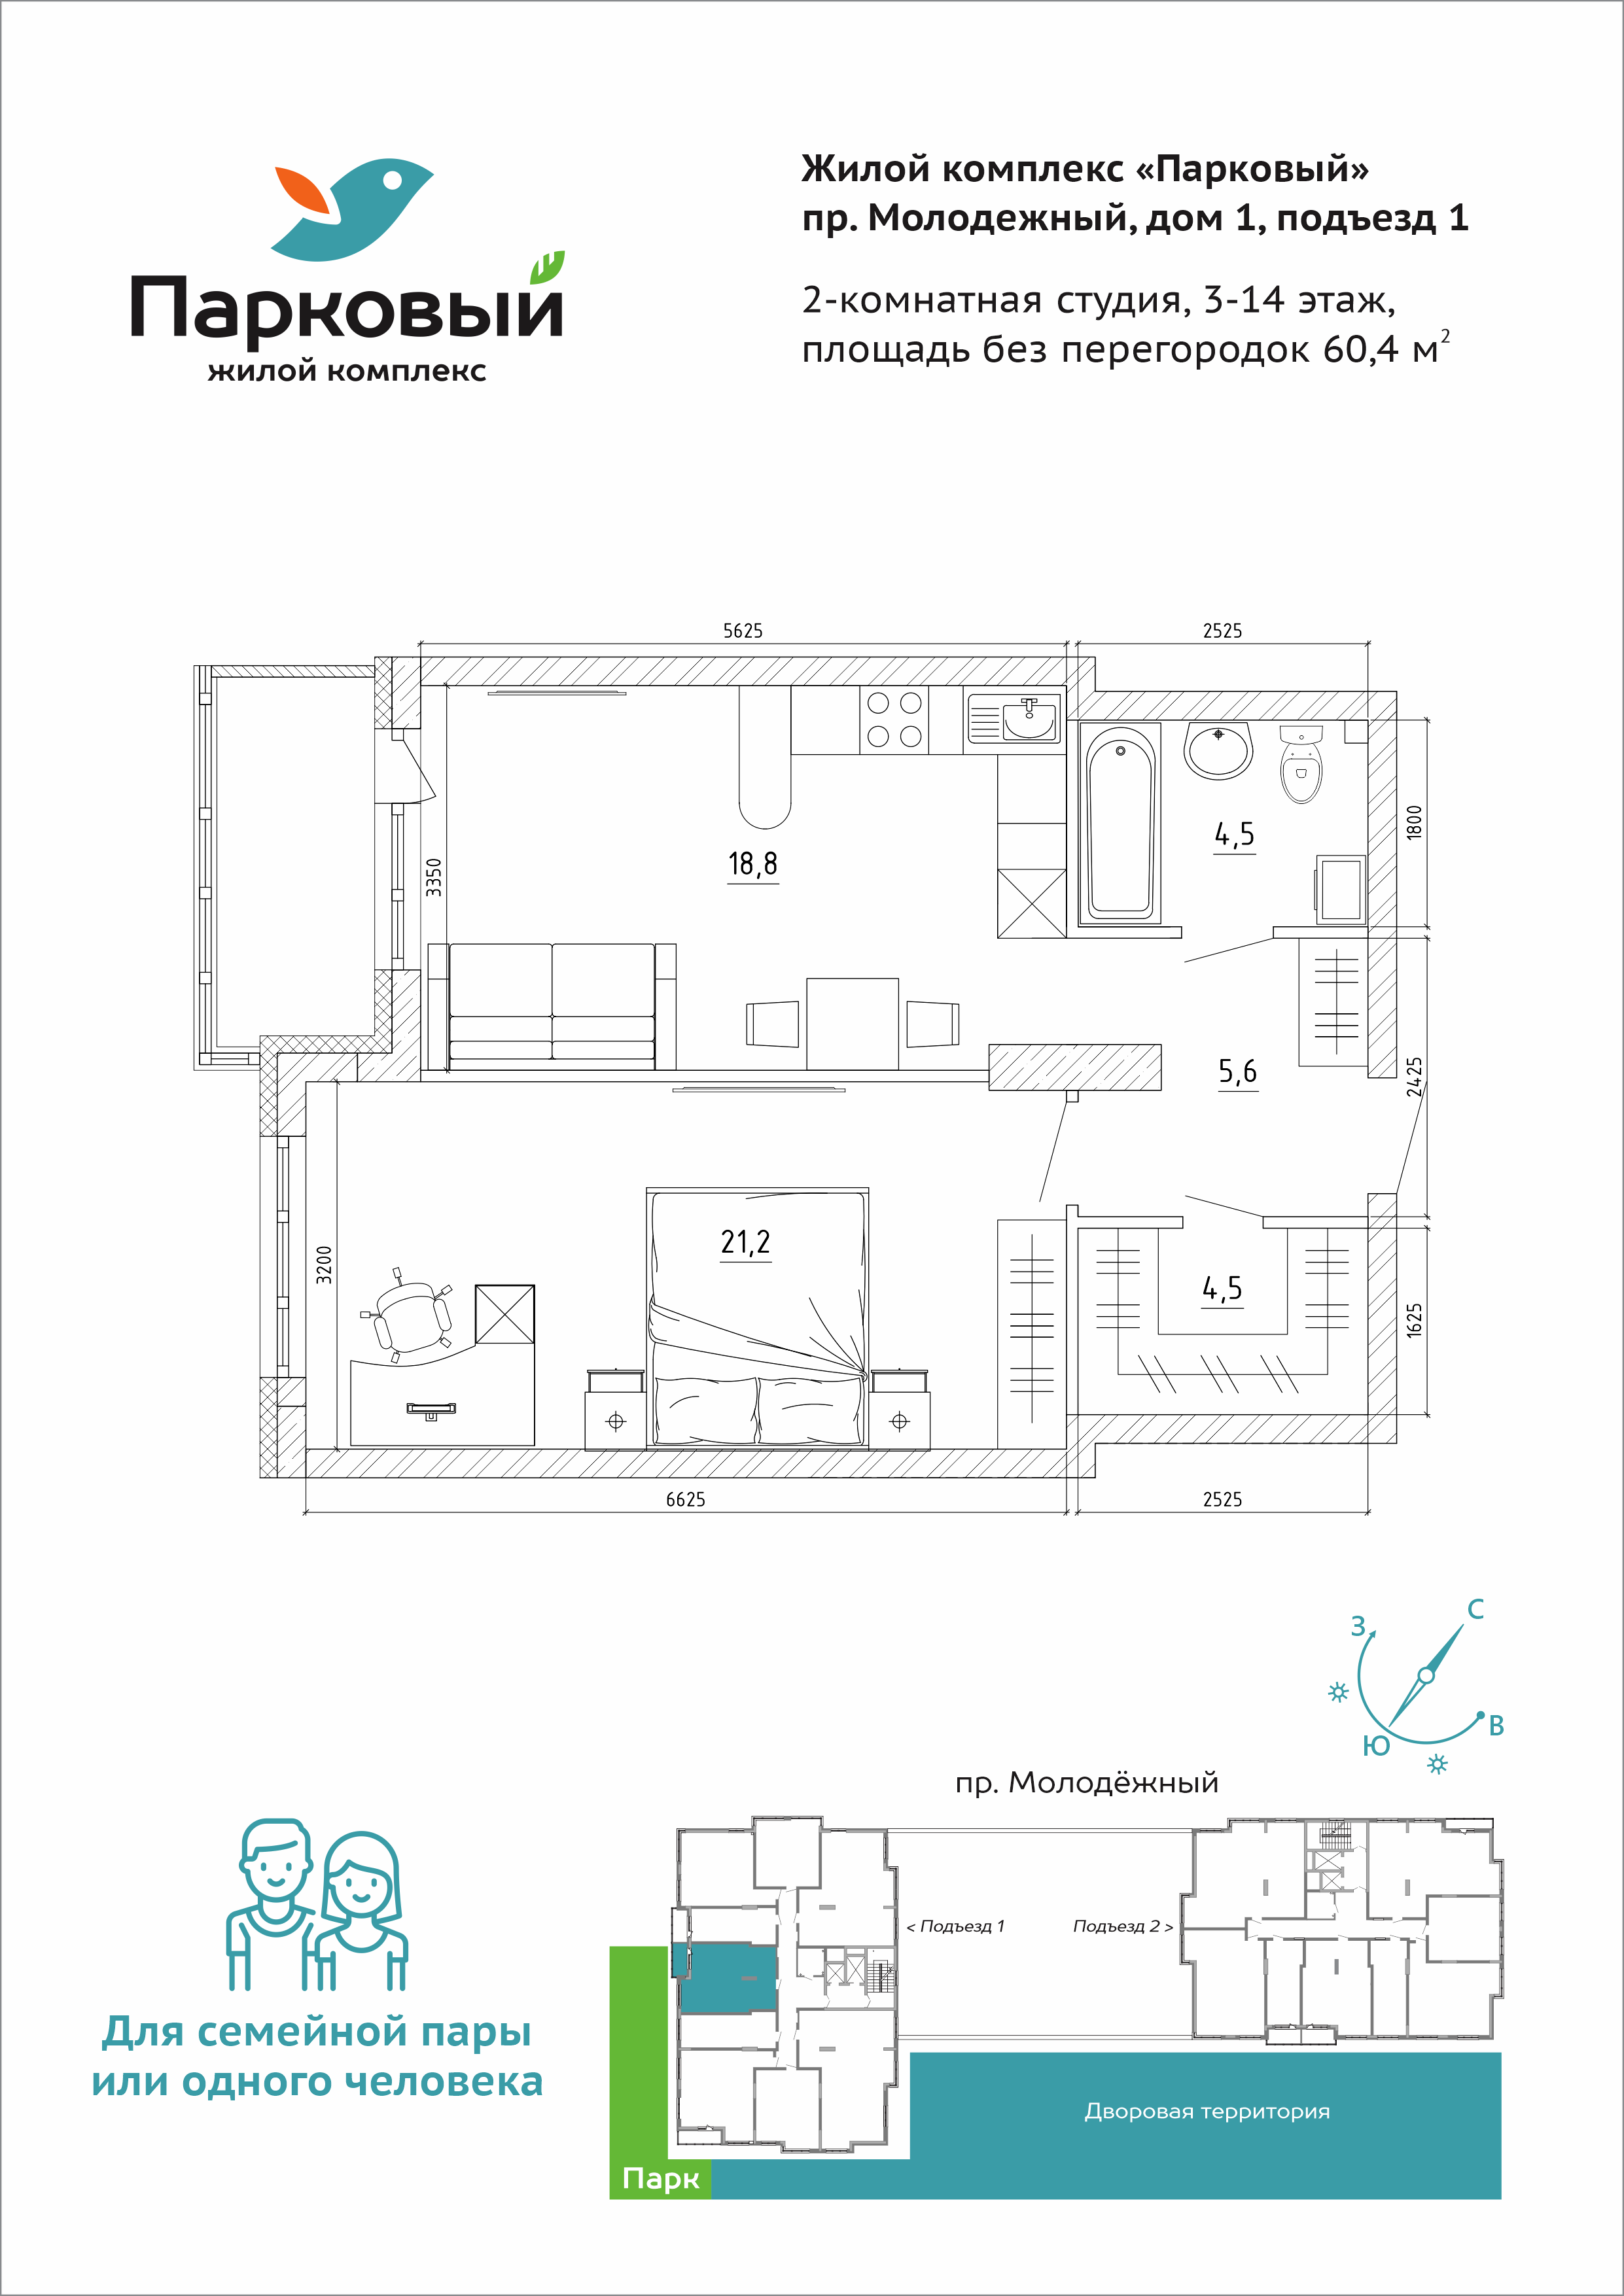 Парковый
жилой комплекс
Жилой комплекс «Парковый»
пр. Молодежный, дом 1, подъезд 1
2-комнатная студия, 3-14 этаж,
площадь без перегородок 60,4 м²
5625
2525
3350
18,8
4,5
1800
5,6
2425
3200
21,2
4,5
1625
6625
2525
С
З
В
Ю
пр. Молодёжный
< Подъезд 1
Подъезд 2 >
Для семейной пары
или одного человека
Дворовая территория
Парк